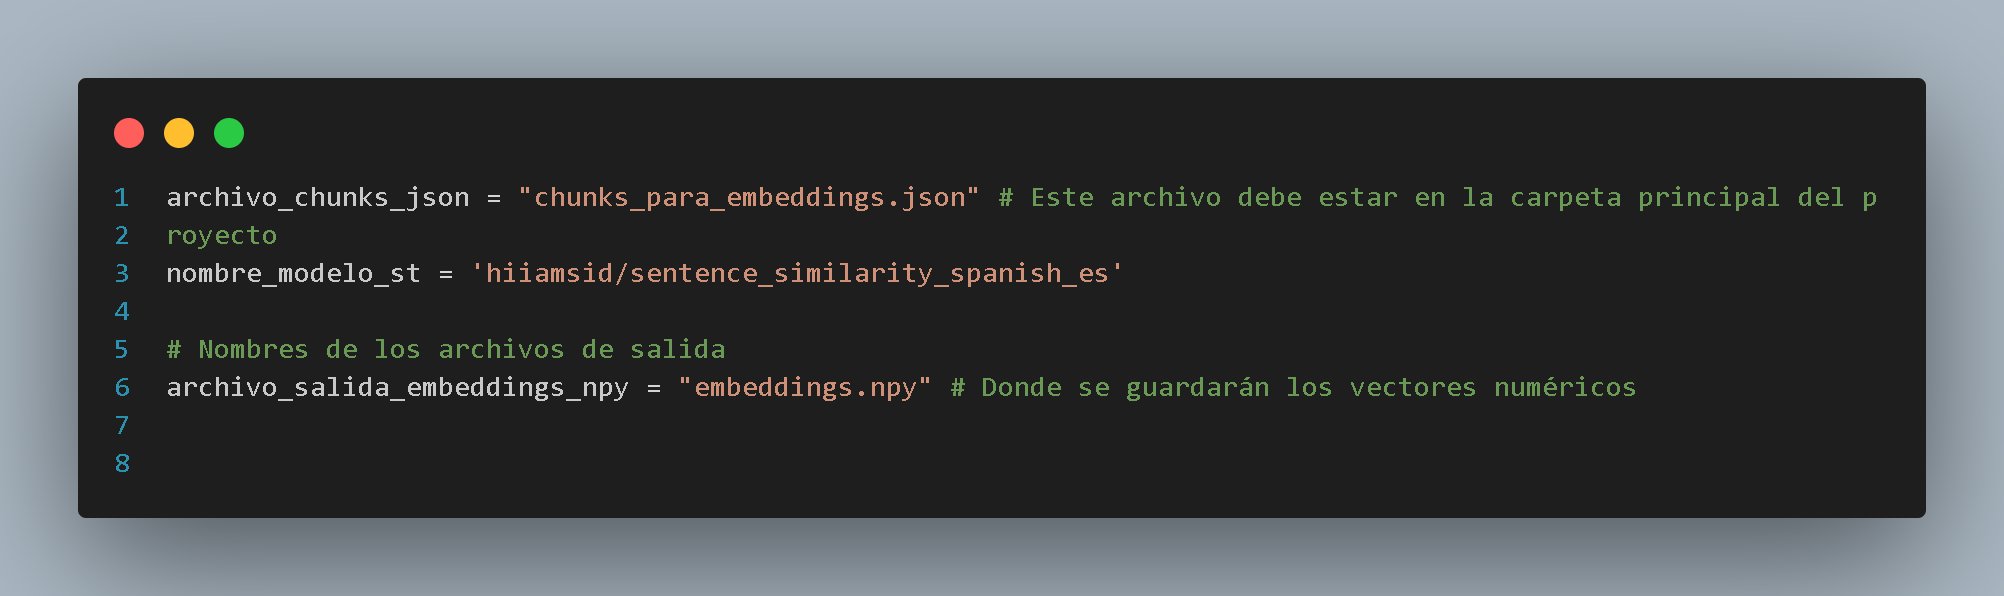 1 archivo_chunks_json = "chunks_para_embeddings.json" # Este archivo debe estar en la carpeta principal del p
2 royecto
3 nombre_modelo_st = 'hiiamsid/sentence_similarity_spanish_es'
4
5 # Nombres de los archivos de salida
6 archivo_salida_embeddings_npy = "embeddings.npy" # Donde se guardarán los vectores numéricos
7
8